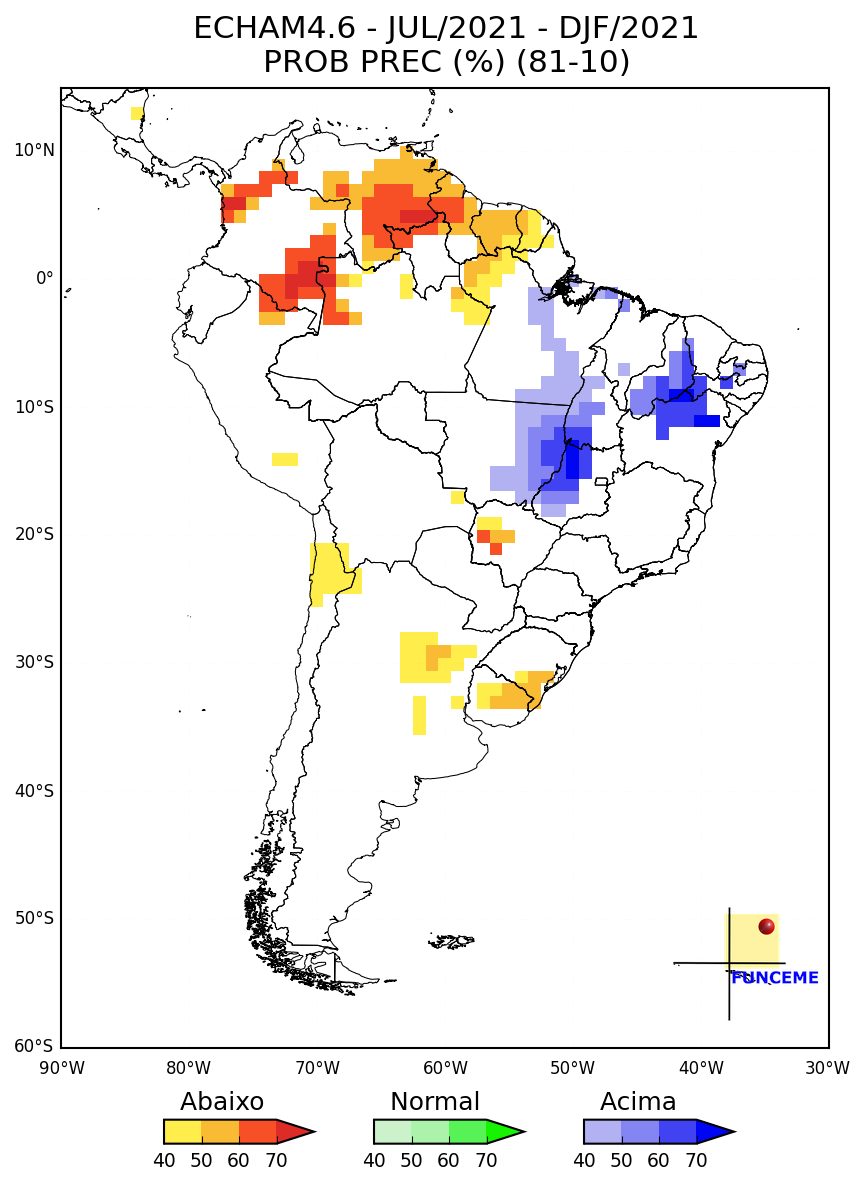 ECHAM4.6 - JUL/2021 - DJF/2021
PROB PREC (%) (81-10)
10°N
0°
10°S
20°S
30°S
40°S
50°S
60°S
FUNCEME
90°W 80°W 70°W 60°W 50°W 40°W 30°W
Abaixo Normal Acima
40 50 60 70 40 50 60 70 40 50 60 70